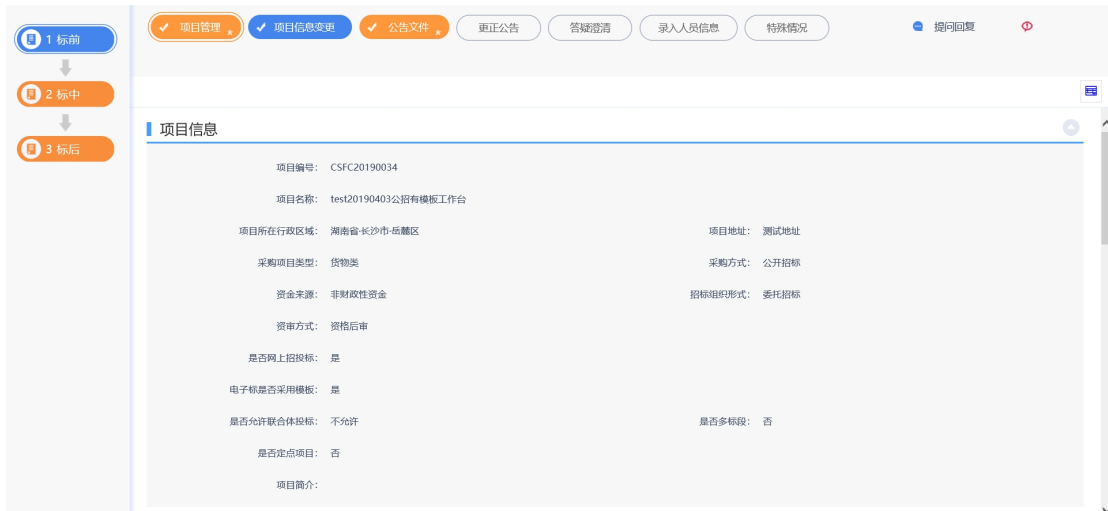 1 标前
2 标中
3 标后
项目管理 项目信息变更 公告文件 更正公告 答疑澄清 录入人员信息 特殊情况 提问回复
项目信息
项目编号： CSFC20190034
项目名称： test20190403公招有模板工作台
项目所在行政区域： 湖南省·长沙市·岳麓区 项目地址： 测试地址
采购项目类型： 货物类 采购方式： 公开招标
资金来源： 非财政性资金 招标组织形式： 委托招标
资审方式： 资格后审
是否网上招投标： 是
电子标是否采用模板： 是
是否允许联合体投标： 不允许 是否多标段： 否
是否定点项目： 否
项目简介：